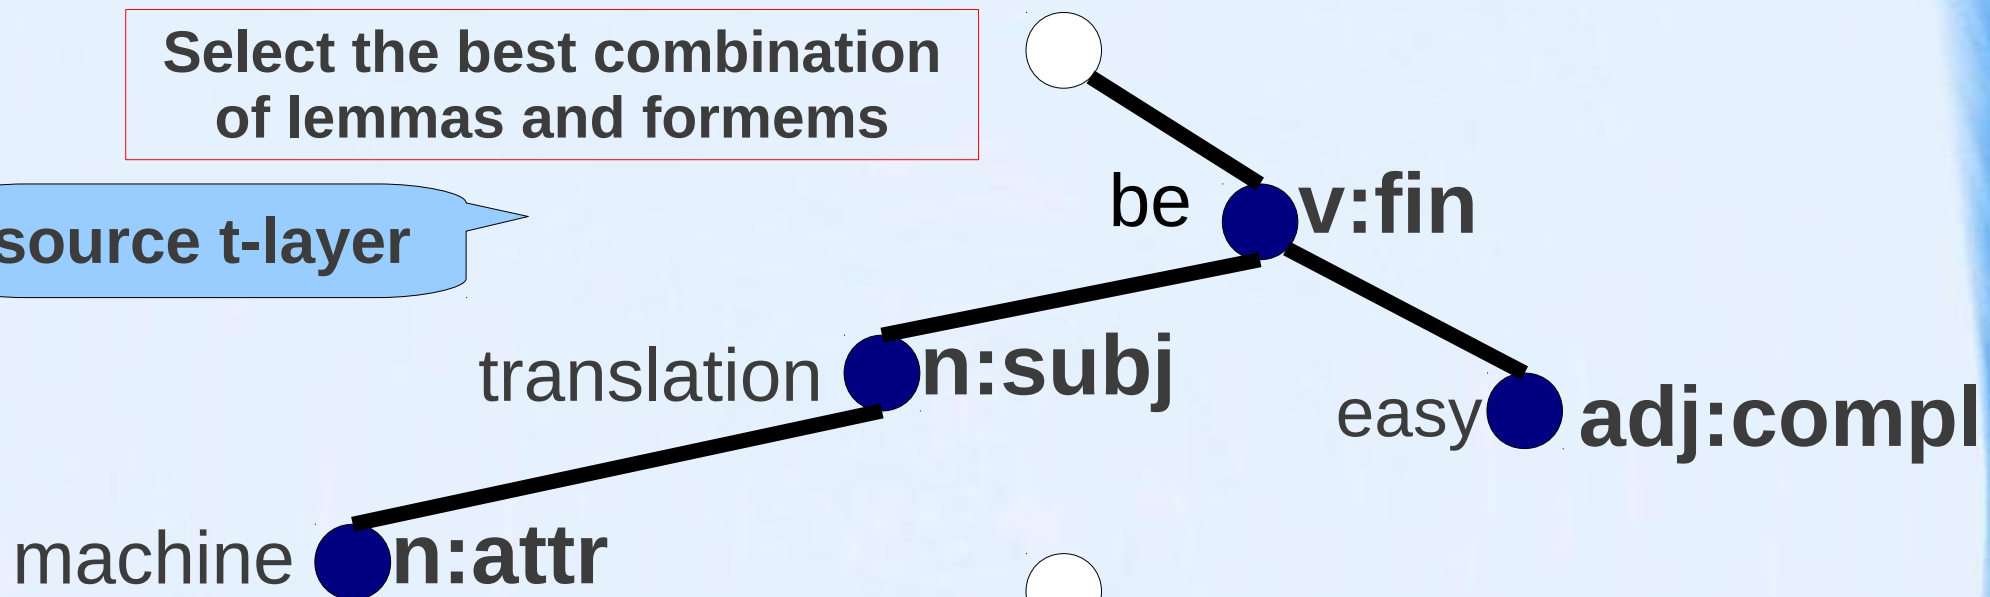 Select the best combination
of lemmas and formems
be v:fin
source t-layer
translation n:subj
easy adj:compl
machine n:attr